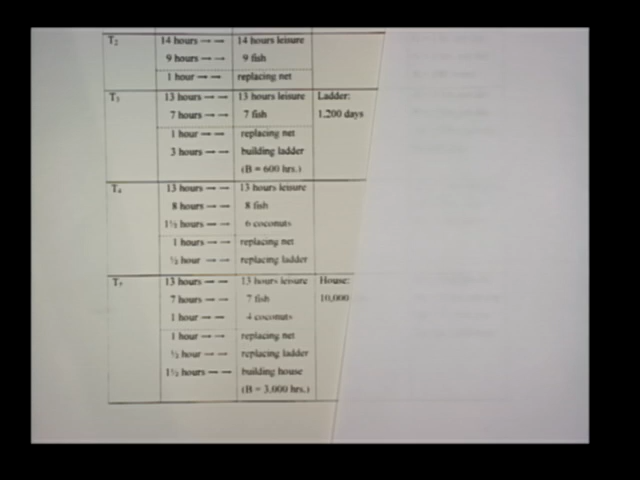 T2 14 hours — — 14 hours leisure
9 hours — — 9 fish
1 hour — — replacing net
T3 13 hours — — 13 hours leisure Ladder:
7 hours — — 7 fish 1,200 days
1 hour — — replacing net
3 hours — — building ladder
(B = 600 hrs.)
T4 13 hours — — 13 hours leisure
8 hours — — 8 fish
1½ hours — — 6 coconuts
1 hour — — replacing net
½ hour — — replacing ladder
T5 13 hours — — 13 hours leisure House:
7 hours — — 7 fish 10,000
1 hour — — 4 coconuts
1 hour — — replacing net
½ hour — — replacing ladder
1½ hours — — building house
(B = 3,000 hrs.)